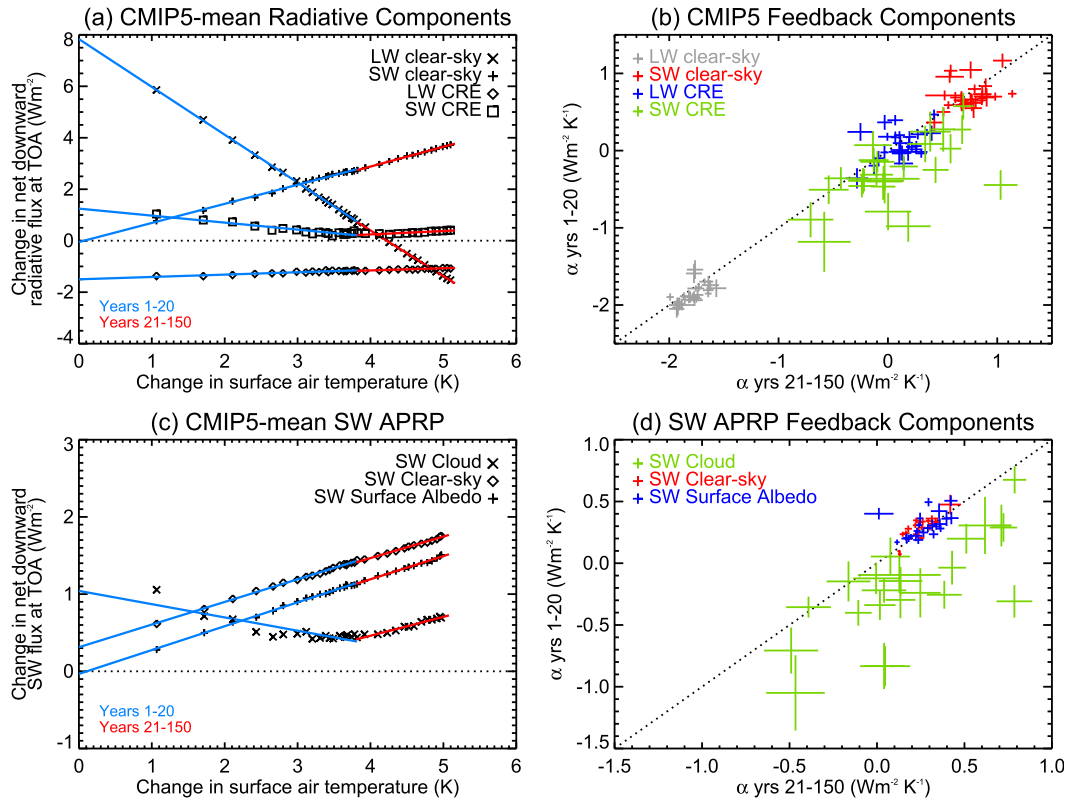 (a) CMIP5-mean Radiative Components
Change in net downward
radiative flux at TOA (Wm⁻²)
8
6
4
2
0
-2
-4
LW clear-sky
SW clear-sky
LW CRE
SW CRE
Years 1-20
Years 21-150
0 1 2 3 4 5 6
Change in surface air temperature (K)
(b) CMIP5 Feedback Components
α yrs 1-20 (Wm⁻² K⁻¹)
1
0
-1
-2
LW clear-sky
SW clear-sky
LW CRE
SW CRE
-2 -1 0 1
α yrs 21-150 (Wm⁻² K⁻¹)
(c) CMIP5-mean SW APRP
Change in net downward
SW flux at TOA (Wm⁻²)
3
2
1
0
-1
SW Cloud
SW Clear-sky
SW Surface Albedo
Years 1-20
Years 21-150
0 1 2 3 4 5 6
Change in surface air temperature (K)
(d) SW APRP Feedback Components
α yrs 1-20 (Wm⁻² K⁻¹)
1.0
0.5
0.0
-0.5
-1.0
-1.5
SW Cloud
SW Clear-sky
SW Surface Albedo
-1.5 -1.0 -0.5 0.0 0.5 1.0
α yrs 21-150 (Wm⁻² K⁻¹)